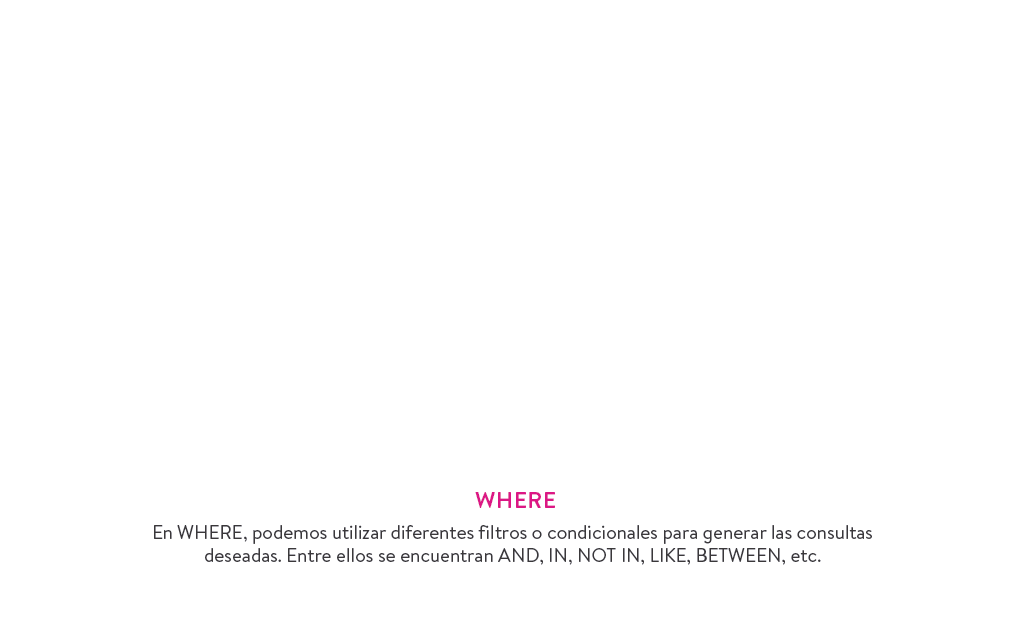 WHERE
En WHERE, podemos utilizar diferentes filtros o condicionales para generar las consultas
deseadas. Entre ellos se encuentran AND, IN, NOT IN, LIKE, BETWEEN, etc.